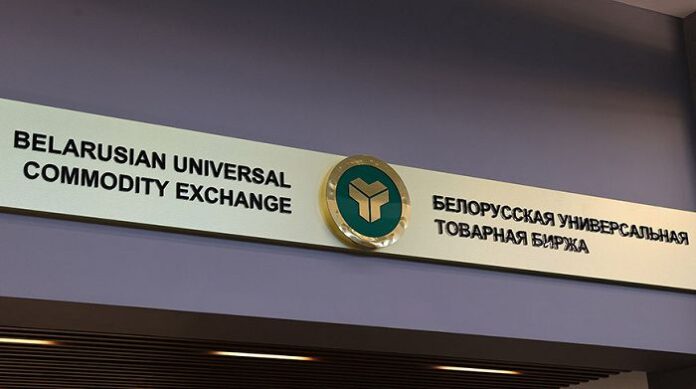 BELARUSIAN UNIVERSAL
COMMODITY EXCHANGE
БЕЛОРУССКАЯ УНИВЕРСАЛЬНАЯ
ТОВАРНАЯ БИРЖА